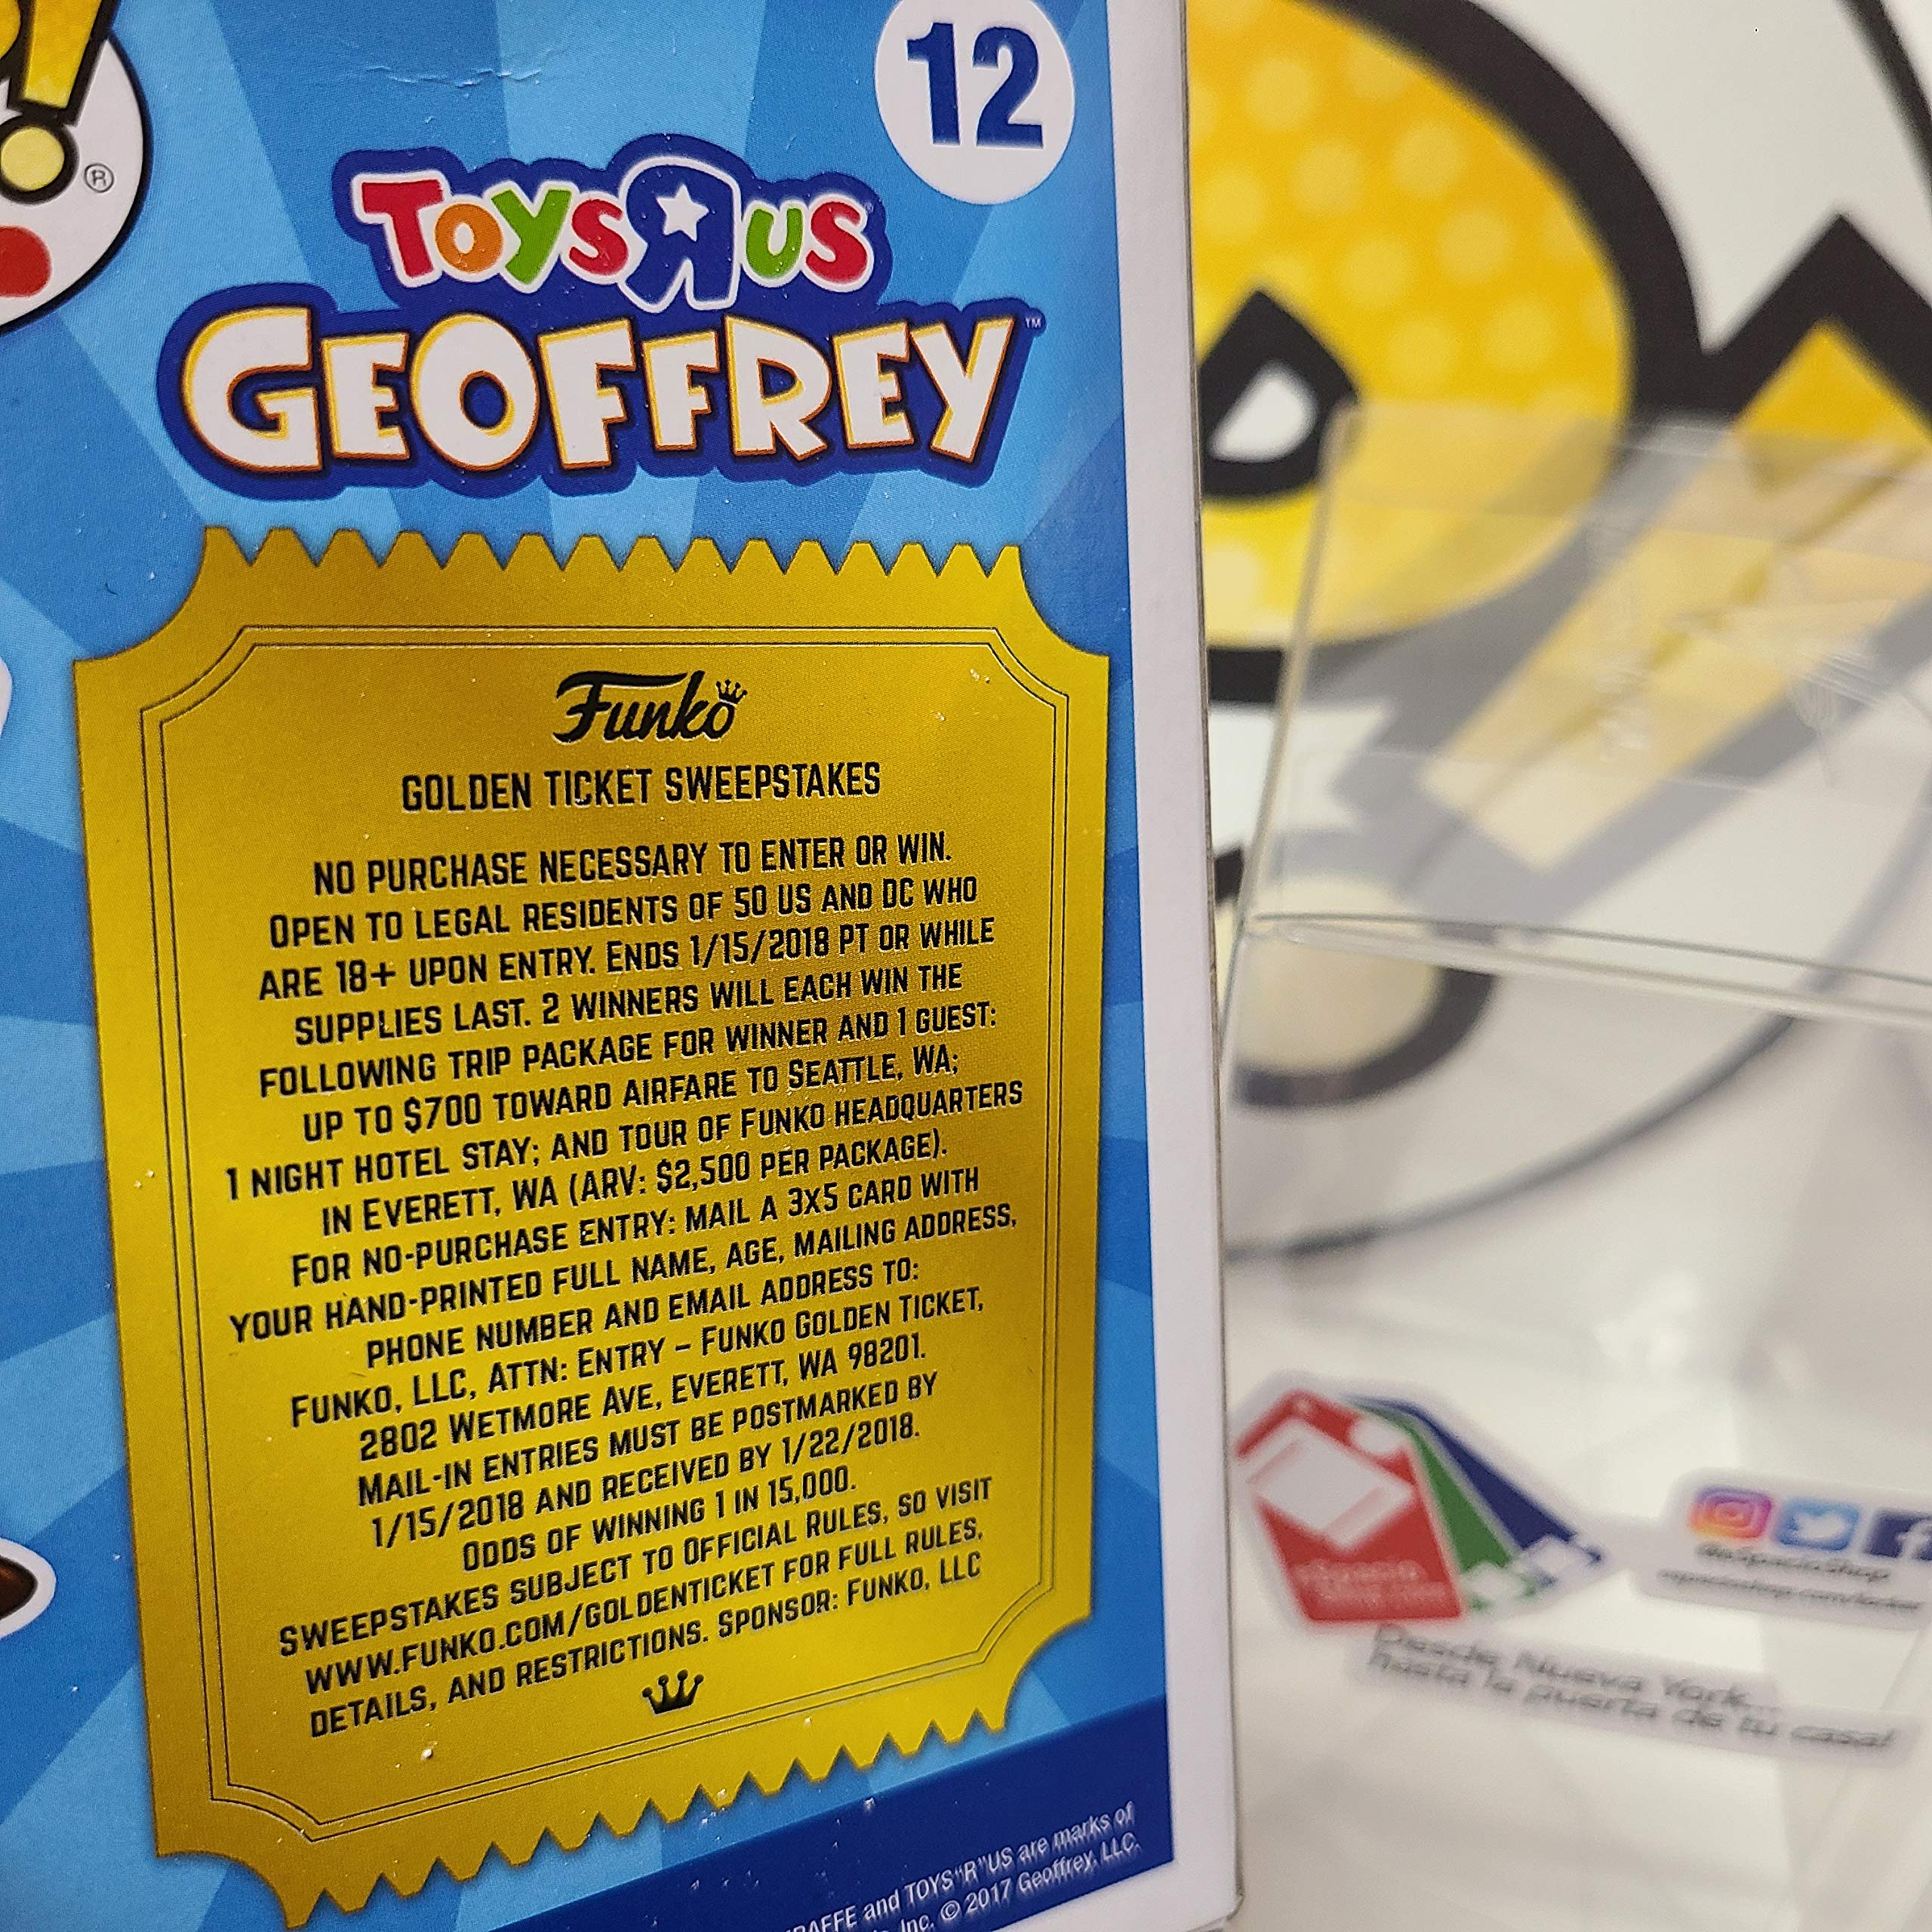 12
®
TOYS"R"US
GEOFFREY™
Funko
GOLDEN TICKET SWEEPSTAKES
NO PURCHASE NECESSARY TO ENTER OR WIN.
OPEN TO LEGAL RESIDENTS OF 50 US AND DC WHO
ARE 18+ UPON ENTRY. ENDS 1/15/2018 PT OR WHILE
SUPPLIES LAST. 2 WINNERS WILL EACH WIN THE
FOLLOWING TRIP PACKAGE FOR WINNER AND 1 GUEST:
UP TO $700 TOWARD AIRFARE TO SEATTLE, WA;
1 NIGHT HOTEL STAY; AND TOUR OF FUNKO HEADQUARTERS
IN EVERETT, WA (ARV: $2,500 PER PACKAGE).
FOR NO-PURCHASE ENTRY: MAIL A 3X5 CARD WITH
YOUR HAND-PRINTED FULL NAME, AGE, MAILING ADDRESS,
PHONE NUMBER AND EMAIL ADDRESS TO:
FUNKO, LLC, ATTN: ENTRY – FUNKO GOLDEN TICKET,
2802 WETMORE AVE, EVERETT, WA 98201.
MAIL-IN ENTRIES MUST BE POSTMARKED BY
1/15/2018 AND RECEIVED BY 1/22/2018.
ODDS OF WINNING 1 IN 15,000.
SWEEPSTAKES SUBJECT TO OFFICIAL RULES, SO VISIT
WWW.FUNKO.COM/GOLDENTICKET FOR FULL RULES,
DETAILS, AND RESTRICTIONS. SPONSOR: FUNKO, LLC
and TOYS"R"US are marks of
Inc. © 2017 Geoffrey, LLC.
Desde Nueva York...
hasta la puerta de tu casa!